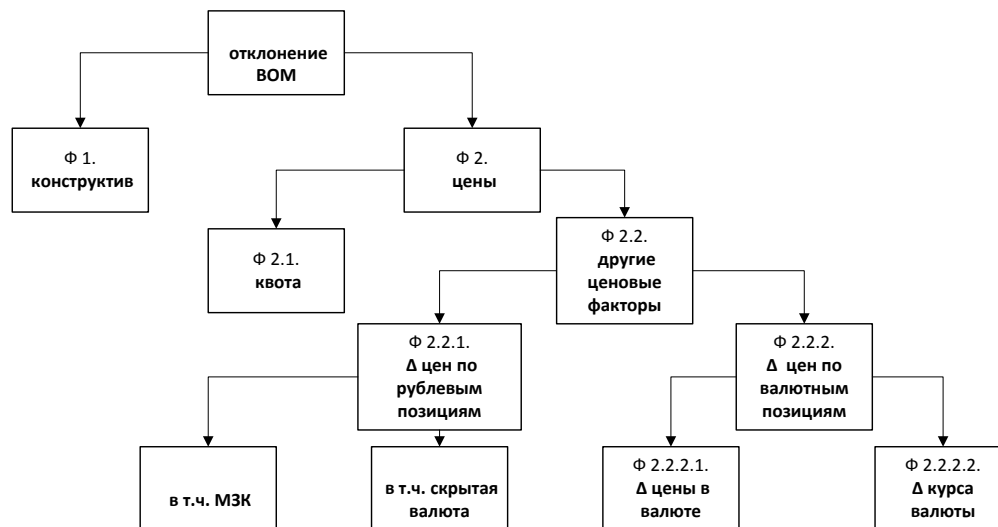 отклонение
ВОМ
Ф 1.
конструктив
Ф 2.
цены
Ф 2.1.
квота
Ф 2.2.
другие
ценовые
факторы
Ф 2.2.1.
Δ цен по
рублевым
позициям
Ф 2.2.2.
Δ цен по
валютным
позициям
в т.ч. МЗК
в т.ч. скрытая
валюта
Ф 2.2.2.1.
Δ цены в
валюте
Ф 2.2.2.2.
Δ курса
валюты